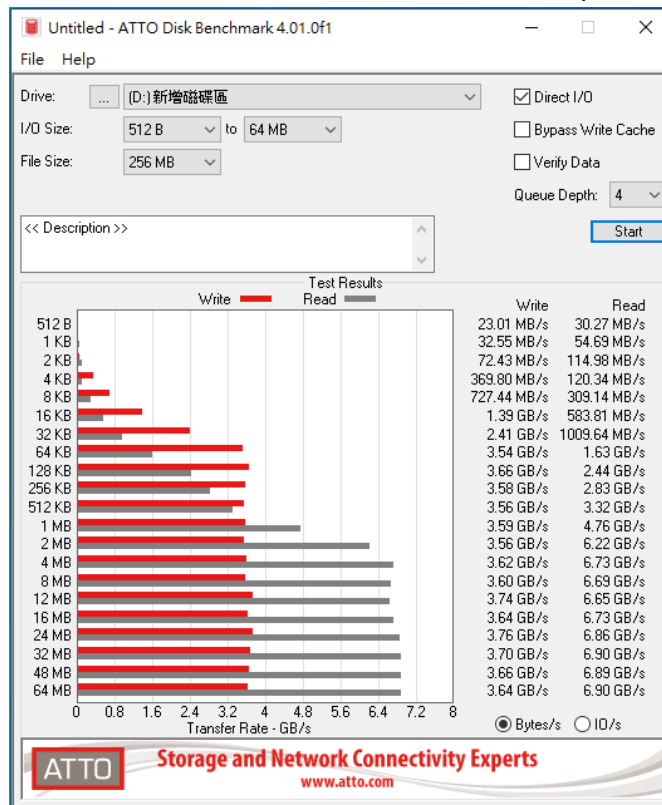 Untitled - ATTO Disk Benchmark 4.01.0f1
File Help
Drive: ... (D:) 新增磁碟區
Direct I/O
I/O Size: 512 B to 64 MB
Bypass Write Cache
File Size: 256 MB
Verify Data
Queue Depth: 4
<< Description >>
Start
Test Results
Write Read
Write Read
512 B 23.01 MB/s 30.27 MB/s
1 KB 32.55 MB/s 54.69 MB/s
2 KB 72.43 MB/s 114.98 MB/s
4 KB 369.80 MB/s 120.34 MB/s
8 KB 727.44 MB/s 309.14 MB/s
16 KB 1.39 GB/s 583.81 MB/s
32 KB 2.41 GB/s 1009.64 MB/s
64 KB 3.54 GB/s 1.63 GB/s
128 KB 3.66 GB/s 2.44 GB/s
256 KB 3.58 GB/s 2.83 GB/s
512 KB 3.56 GB/s 3.32 GB/s
1 MB 3.59 GB/s 4.76 GB/s
2 MB 3.56 GB/s 6.22 GB/s
4 MB 3.62 GB/s 6.73 GB/s
8 MB 3.60 GB/s 6.69 GB/s
12 MB 3.74 GB/s 6.65 GB/s
16 MB 3.64 GB/s 6.73 GB/s
24 MB 3.76 GB/s 6.86 GB/s
32 MB 3.70 GB/s 6.90 GB/s
48 MB 3.66 GB/s 6.89 GB/s
64 MB 3.64 GB/s 6.90 GB/s
0 0.8 1.6 2.4 3.2 4 4.8 5.6 6.4 7.2 8
Transfer Rate - GB/s
Bytes/s IO/s
ATTO
Storage and Network Connectivity Experts
www.atto.com